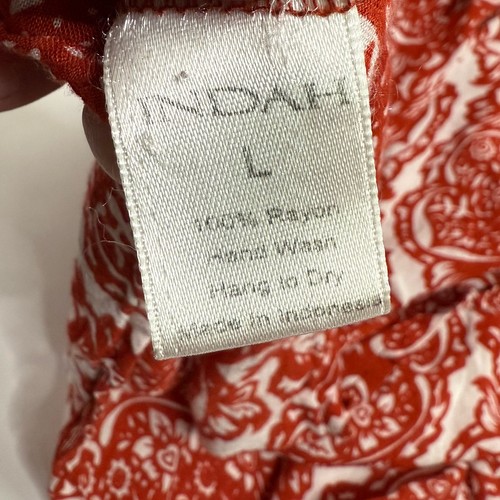 INDAH
L
100% Rayon
Hand Wash
Hang to Dry
Made in Indonesia